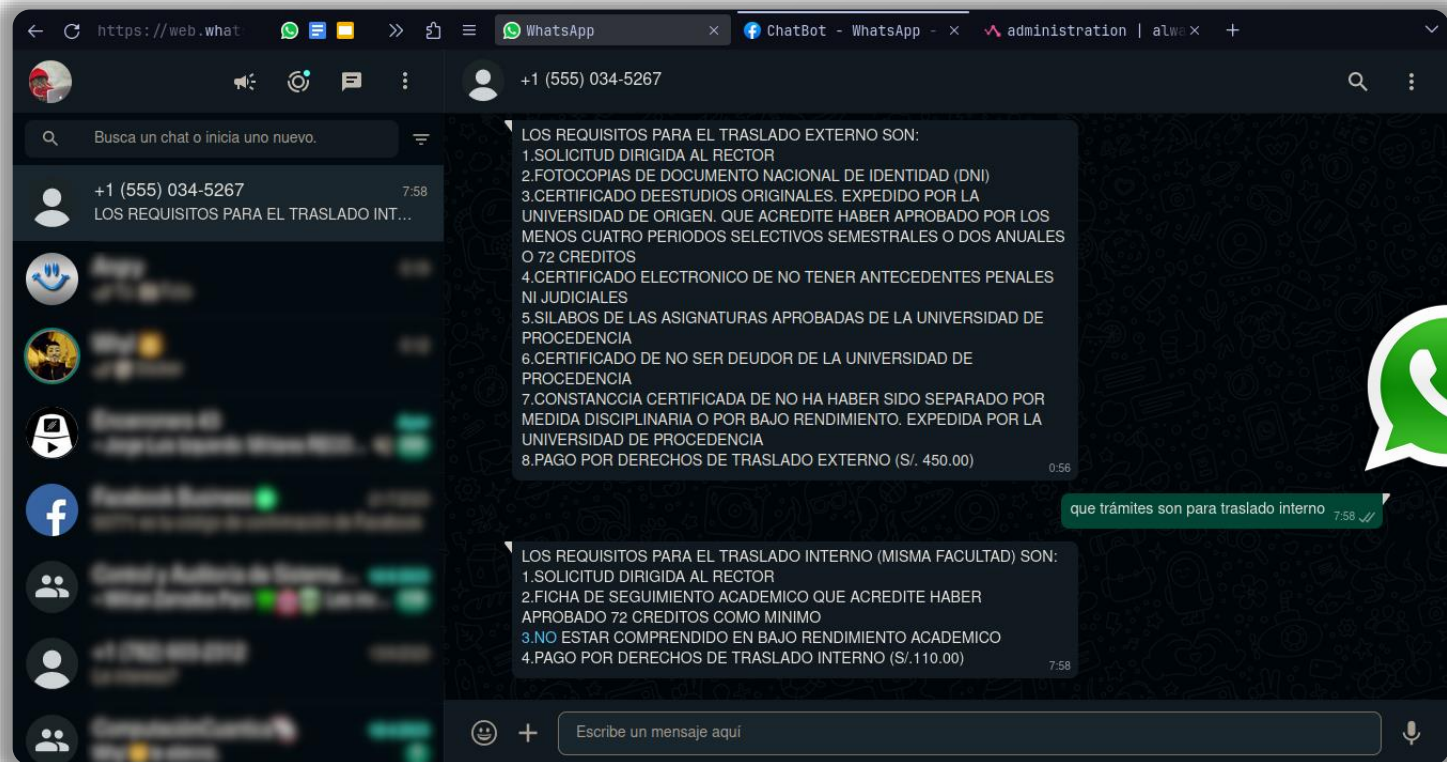 https://web.what
WhatsApp
ChatBot - WhatsApp -
administration | alwa
+1 (555) 034-5267
Busca un chat o inicia uno nuevo.
+1 (555) 034-5267
7:58
LOS REQUISITOS PARA EL TRASLADO INT...
LOS REQUISITOS PARA EL TRASLADO EXTERNO SON:
1.SOLICITUD DIRIGIDA AL RECTOR
2.FOTOCOPIAS DE DOCUMENTO NACIONAL DE IDENTIDAD (DNI)
3.CERTIFICADO DEESTUDIOS ORIGINALES. EXPEDIDO POR LA
UNIVERSIDAD DE ORIGEN. QUE ACREDITE HABER APROBADO POR LOS
MENOS CUATRO PERIODOS SELECTIVOS SEMESTRALES O DOS ANUALES
O 72 CREDITOS
4.CERTIFICADO ELECTRONICO DE NO TENER ANTECEDENTES PENALES
NI JUDICIALES
5.SILABOS DE LAS ASIGNATURAS APROBADAS DE LA UNIVERSIDAD DE
PROCEDENCIA
6.CERTIFICADO DE NO SER DEUDOR DE LA UNIVERSIDAD DE
PROCEDENCIA
7.CONSTANCCIA CERTIFICADA DE NO HA HABER SIDO SEPARADO POR
MEDIDA DISCIPLINARIA O POR BAJO RENDIMIENTO. EXPEDIDA POR LA
UNIVERSIDAD DE PROCEDENCIA
8.PAGO POR DERECHOS DE TRASLADO EXTERNO (S/. 450.00)
0:56
que trámites son para traslado interno
7:58
LOS REQUISITOS PARA EL TRASLADO INTERNO (MISMA FACULTAD) SON:
1.SOLICITUD DIRIGIDA AL RECTOR
2.FICHA DE SEGUIMIENTO ACADEMICO QUE ACREDITE HABER
APROBADO 72 CREDITOS COMO MINIMO
3.NO ESTAR COMPRENDIDO EN BAJO RENDIMIENTO ACADEMICO
4.PAGO POR DERECHOS DE TRASLADO INTERNO (S/.110.00)
7:58
Escribe un mensaje aquí